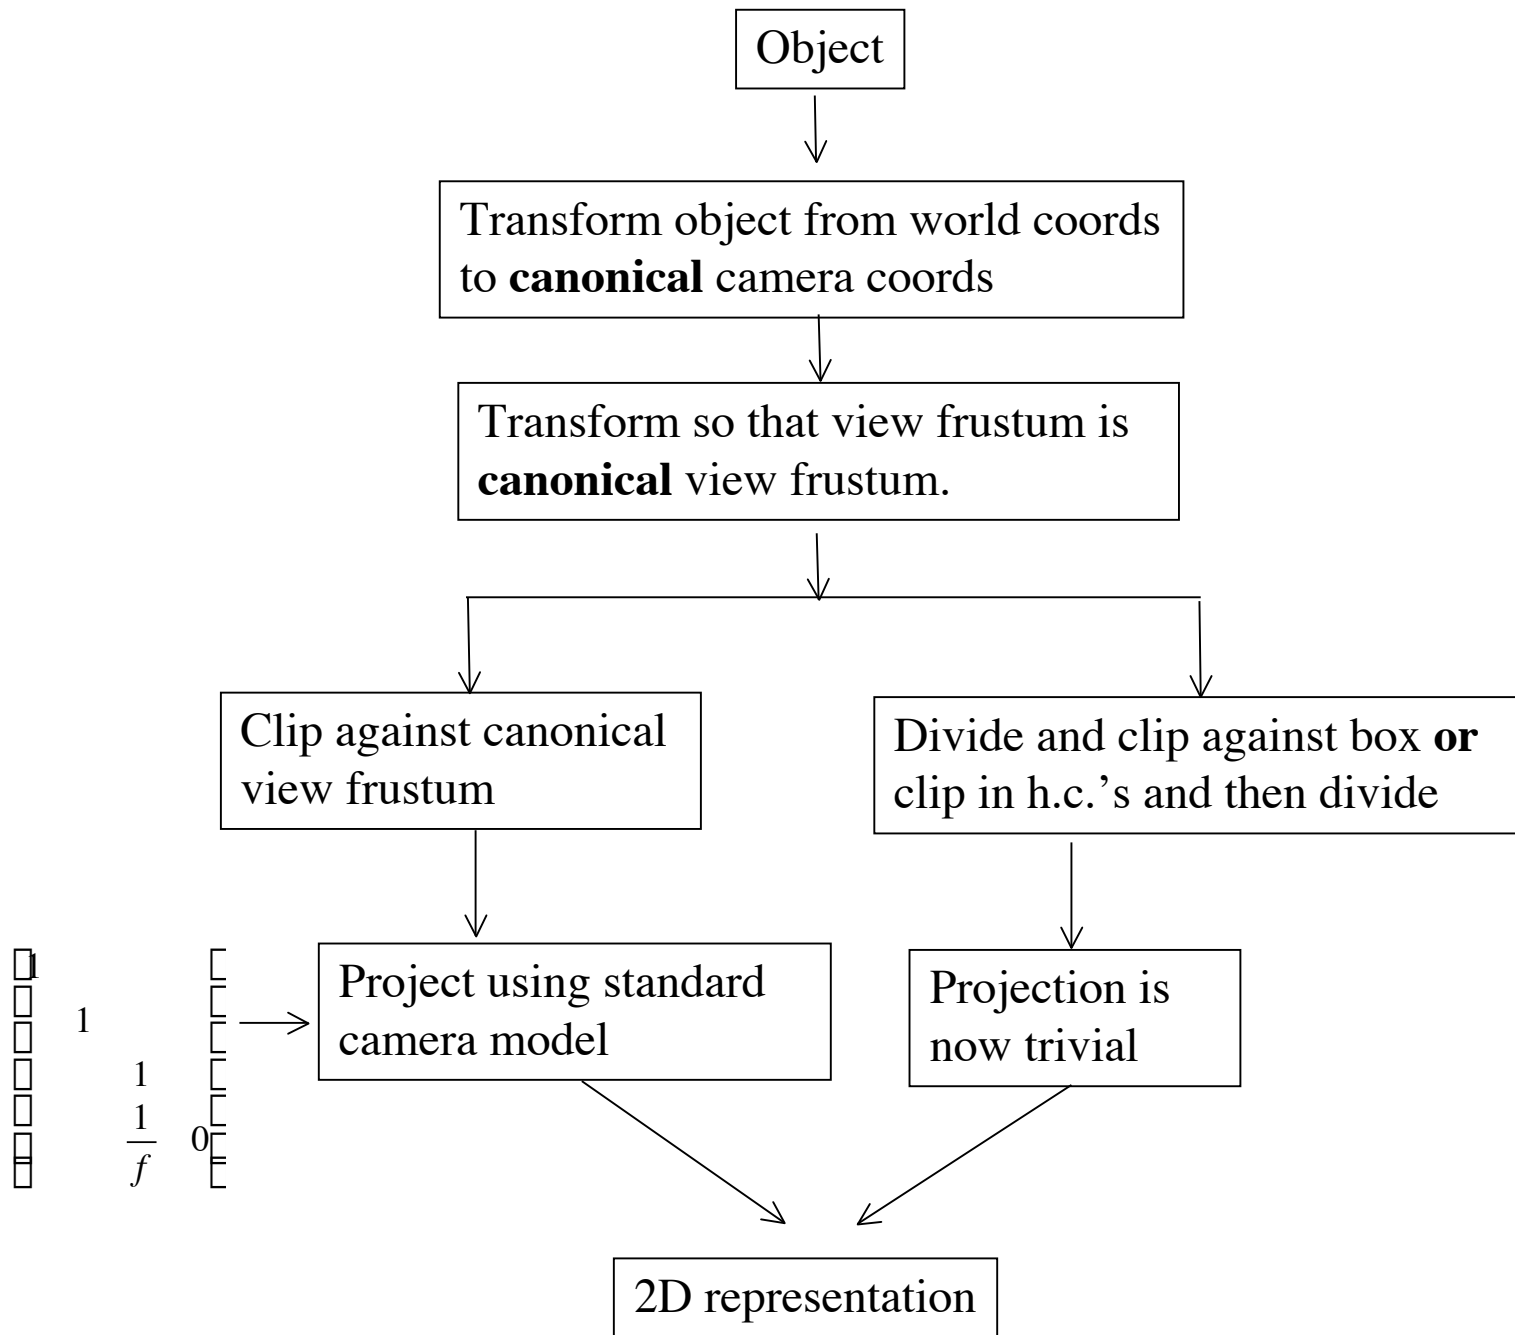 Object
Transform object from world coords
to canonical camera coords
Transform so that view frustum is
canonical view frustum.
Clip against canonical
view frustum
Divide and clip against box or
clip in h.c.’s and then divide
1
1
1
1
0
f
Project using standard
camera model
Projection is
now trivial
2D representation